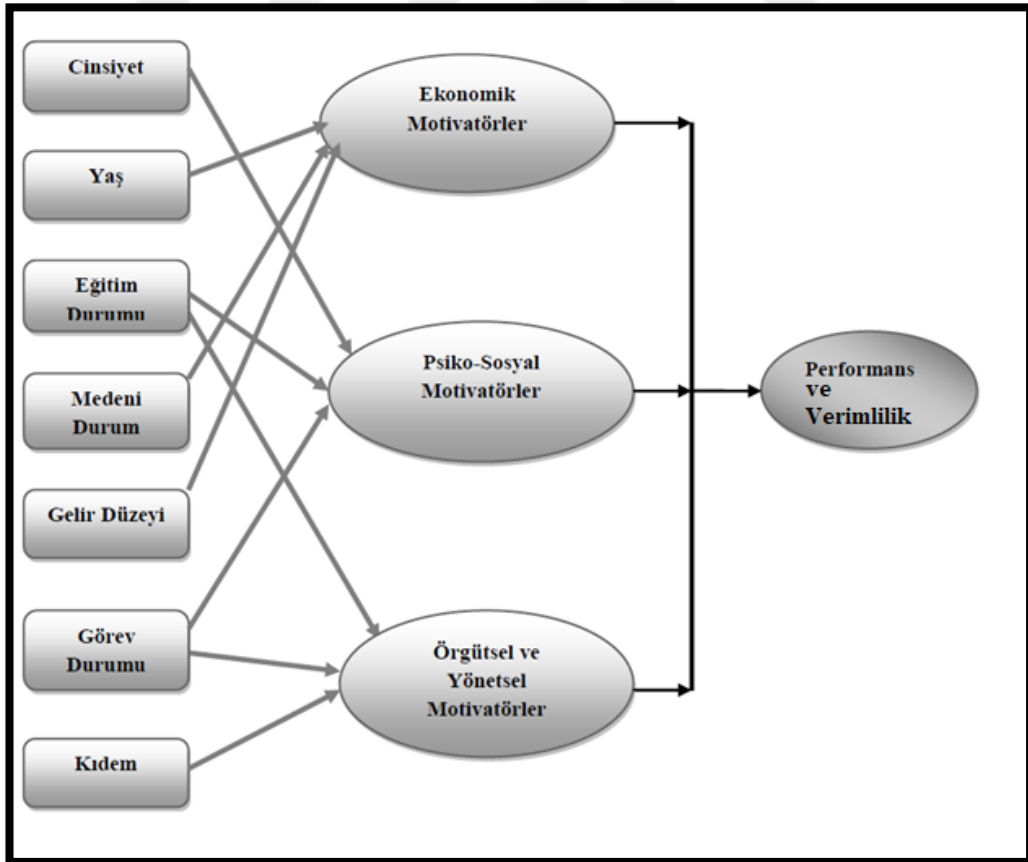 Cinsiyet
Yaş
Eğitim
Durumu
Medeni
Durum
Gelir Düzeyi
Görev
Durumu
Kıdem
Ekonomik
Motivatörler
Psiko-Sosyal
Motivatörler
Örgütsel ve
Yönetsel
Motivatörler
Performans
ve
Verimlilik